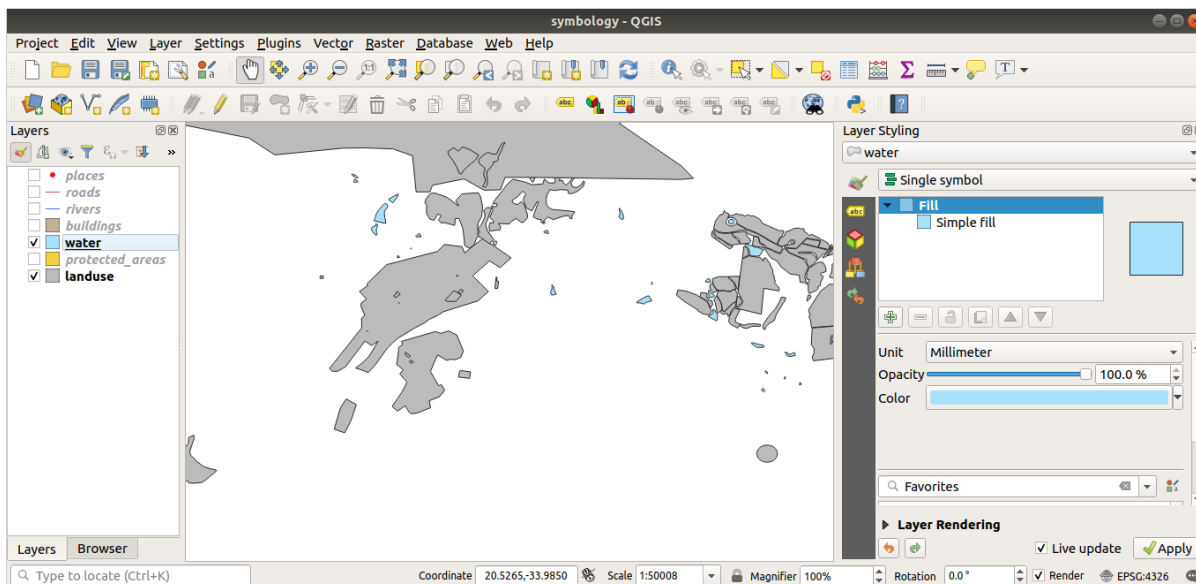 symbology - QGIS
Project Edit View Layer Settings Plugins Vector Raster Database Web Help
Layers
places
roads
rivers
buildings
water
protected_areas
landuse
Layers Browser
Layer Styling
water
Single symbol
Fill
Simple fill
Unit Millimeter
Opacity 100.0 %
Color
Favorites
Layer Rendering
Live update Apply
Type to locate (Ctrl+K) Coordinate 20.5265,-33.9850 Scale 1:50008 Magnifier 100% Rotation 0.0° Render EPSG:4326